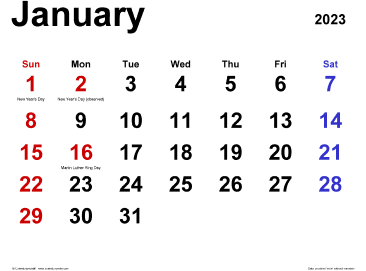 January 2023
Sun Mon Tue Wed Thu Fri Sat
1 2 3 4 5 6 7
New Year's Day New Year's Day (observed)
8 9 10 11 12 13 14
15 16 17 18 19 20 21
Martin Luther King Day
22 23 24 25 26 27 28
29 30 31